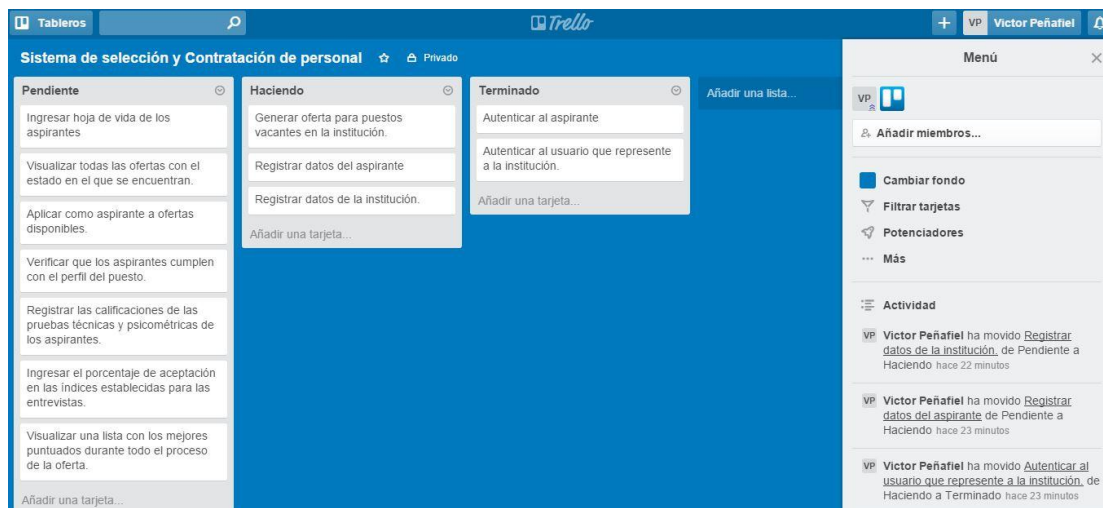 Tableros
Trello
VP Victor Peñafiel
Sistema de selección y Contratación de personal
Privado
Pendiente
Ingresar hoja de vida de los
aspirantes
Visualizar todas las ofertas con el
estado en el que se encuentran.
Aplicar como aspirante a ofertas
disponibles.
Verificar que los aspirantes cumplen
con el perfil del puesto.
Registrar las calificaciones de las
pruebas técnicas y psicométricas de
los aspirantes.
Ingresar el porcentaje de aceptación
en las índices establecidas para las
entrevistas.
Visualizar una lista con los mejores
puntuados durante todo el proceso
de la oferta.
Añadir una tarjeta...
Haciendo
Generar oferta para puestos
vacantes en la institución.
Registrar datos del aspirante
Registrar datos de la institución.
Añadir una tarjeta...
Terminado
Autenticar al aspirante
Autenticar al usuario que represente
a la institución.
Añadir una tarjeta...
Añadir una lista...
Menú
VP
Añadir miembros...
Cambiar fondo
Filtrar tarjetas
Potenciadores
Más
Actividad
VP Victor Peñafiel ha movido Registrar
datos de la institución. de Pendiente a
Haciendo hace 22 minutos
VP Victor Peñafiel ha movido Registrar
datos del aspirante de Pendiente a
Haciendo hace 23 minutos
VP Victor Peñafiel ha movido Autenticar al
usuario que represente a la institución. de
Haciendo a Terminado hace 23 minutos